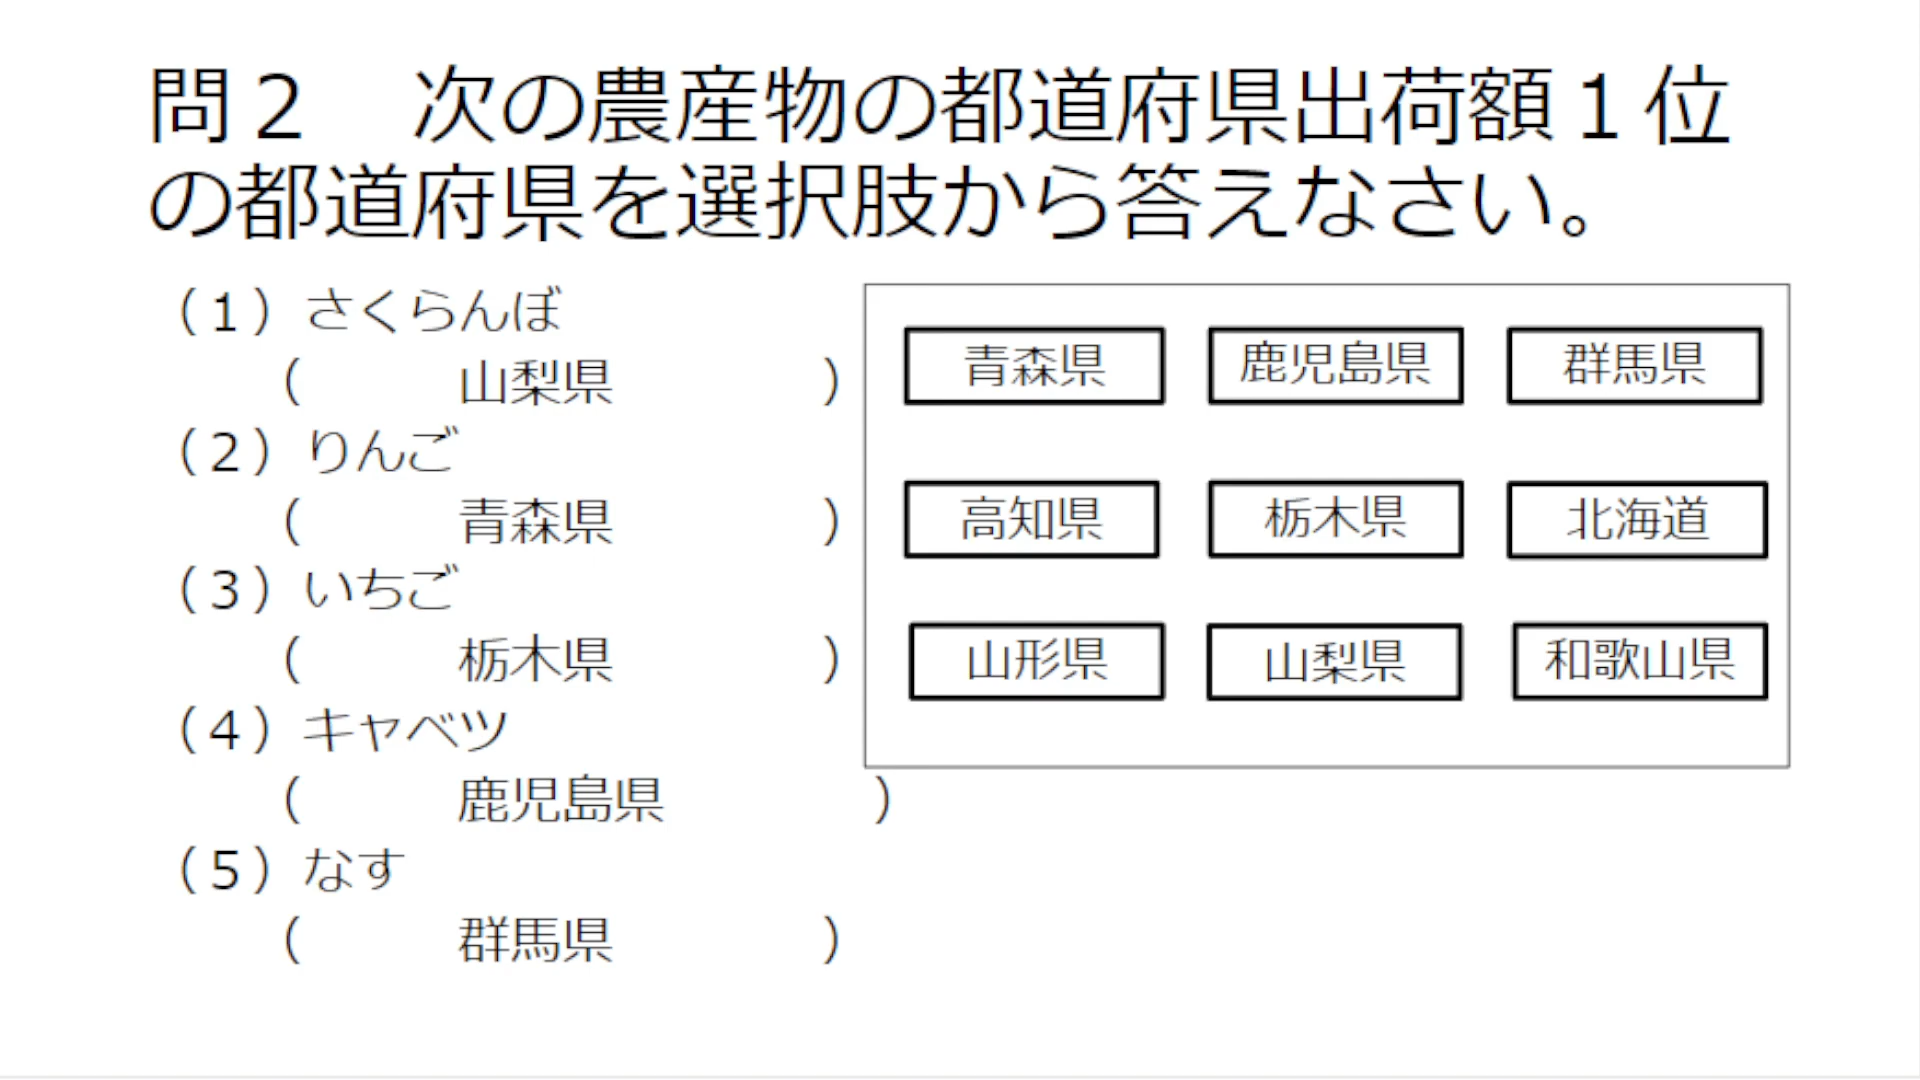 問２　次の農産物の都道府県出荷額１位
の都道府県を選択肢から答えなさい。
（１）さくらんぼ
（　　　山梨県　　　　）
（２）りんご
（　　　青森県　　　　）
（３）いちご
（　　　栃木県　　　　）
（４）キャベツ
（　　　鹿児島県　　　　）
（５）なす
（　　　群馬県　　　　）
青森県　鹿児島県　群馬県
高知県　栃木県　北海道
山形県　山梨県　和歌山県